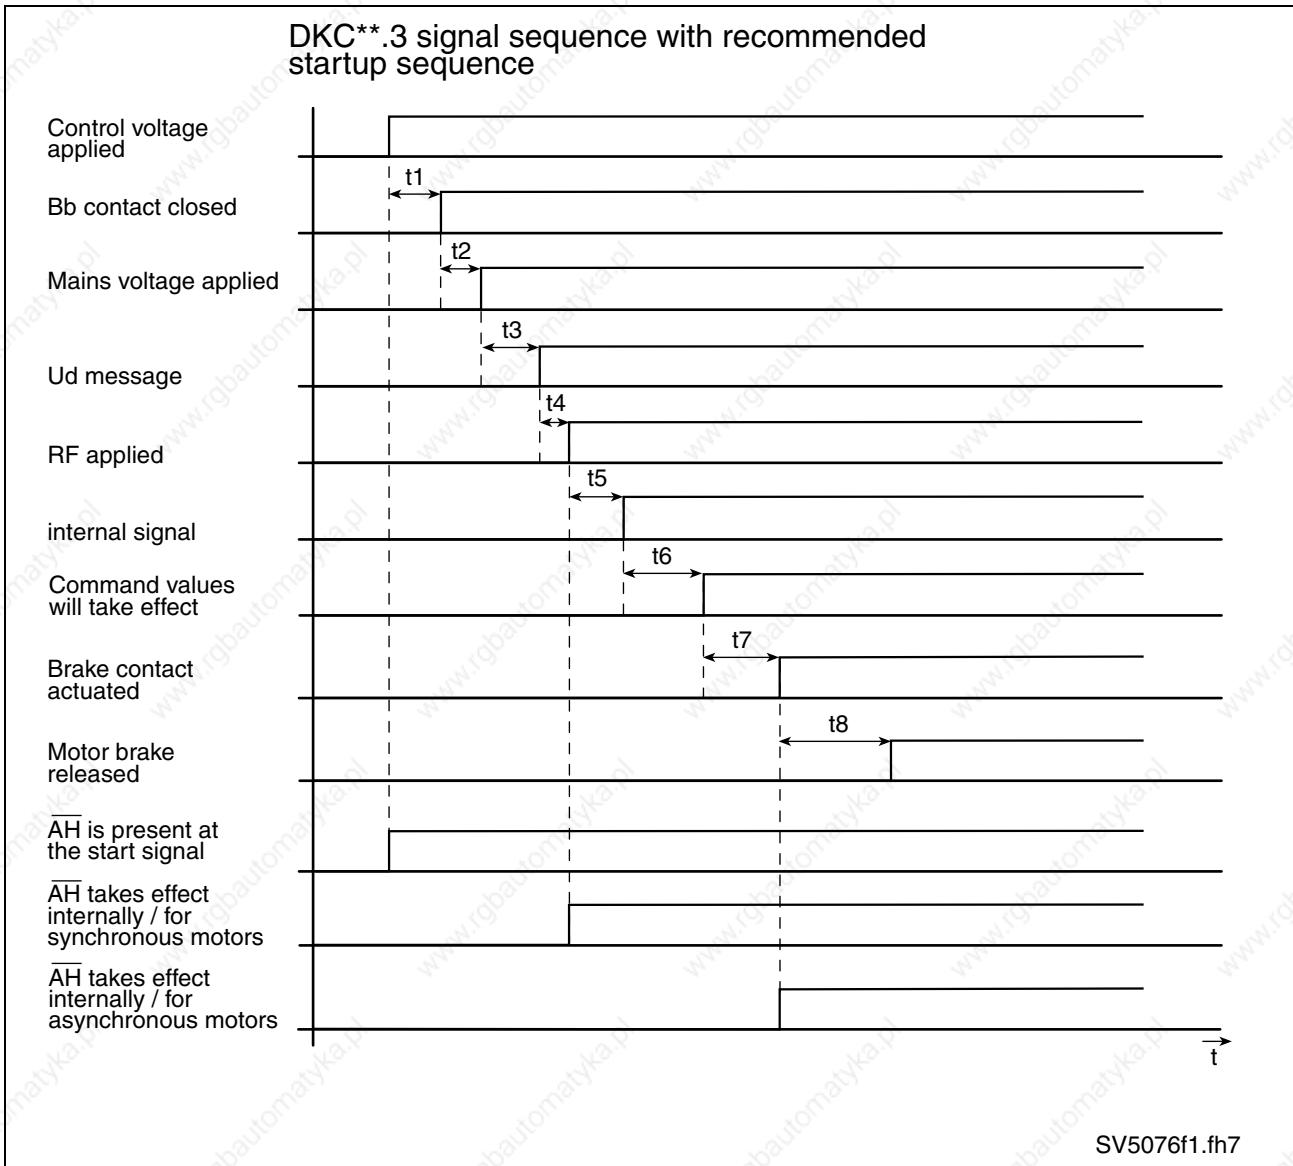 DKC**.3 signal sequence with recommended
startup sequence
Control voltage
applied
t1
Bb contact closed
t2
Mains voltage applied
t3
Ud message
t4
RF applied
t5
internal signal
t6
Command values
will take effect
t7
Brake contact
actuated
t8
Motor brake
released
A̅H̅ is present at
the start signal
A̅H̅ takes effect
internally / for
synchronous motors
A̅H̅ takes effect
internally / for
asynchronous motors
t
SV5076f1.fh7
www.rgbautomatyka.pl